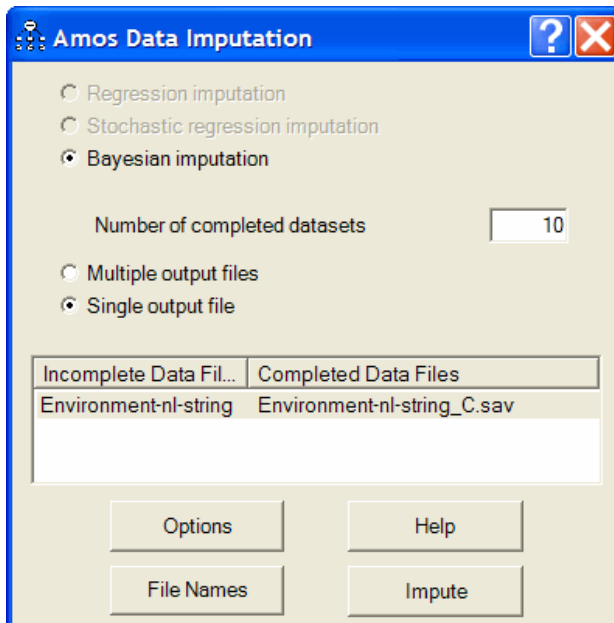 Amos Data Imputation
Regression imputation
Stochastic regression imputation
Bayesian imputation
Number of completed datasets 10
Multiple output files
Single output file
Incomplete Data Fil... Completed Data Files
Environment-nl-string Environment-nl-string_C.sav
Options Help
File Names Impute